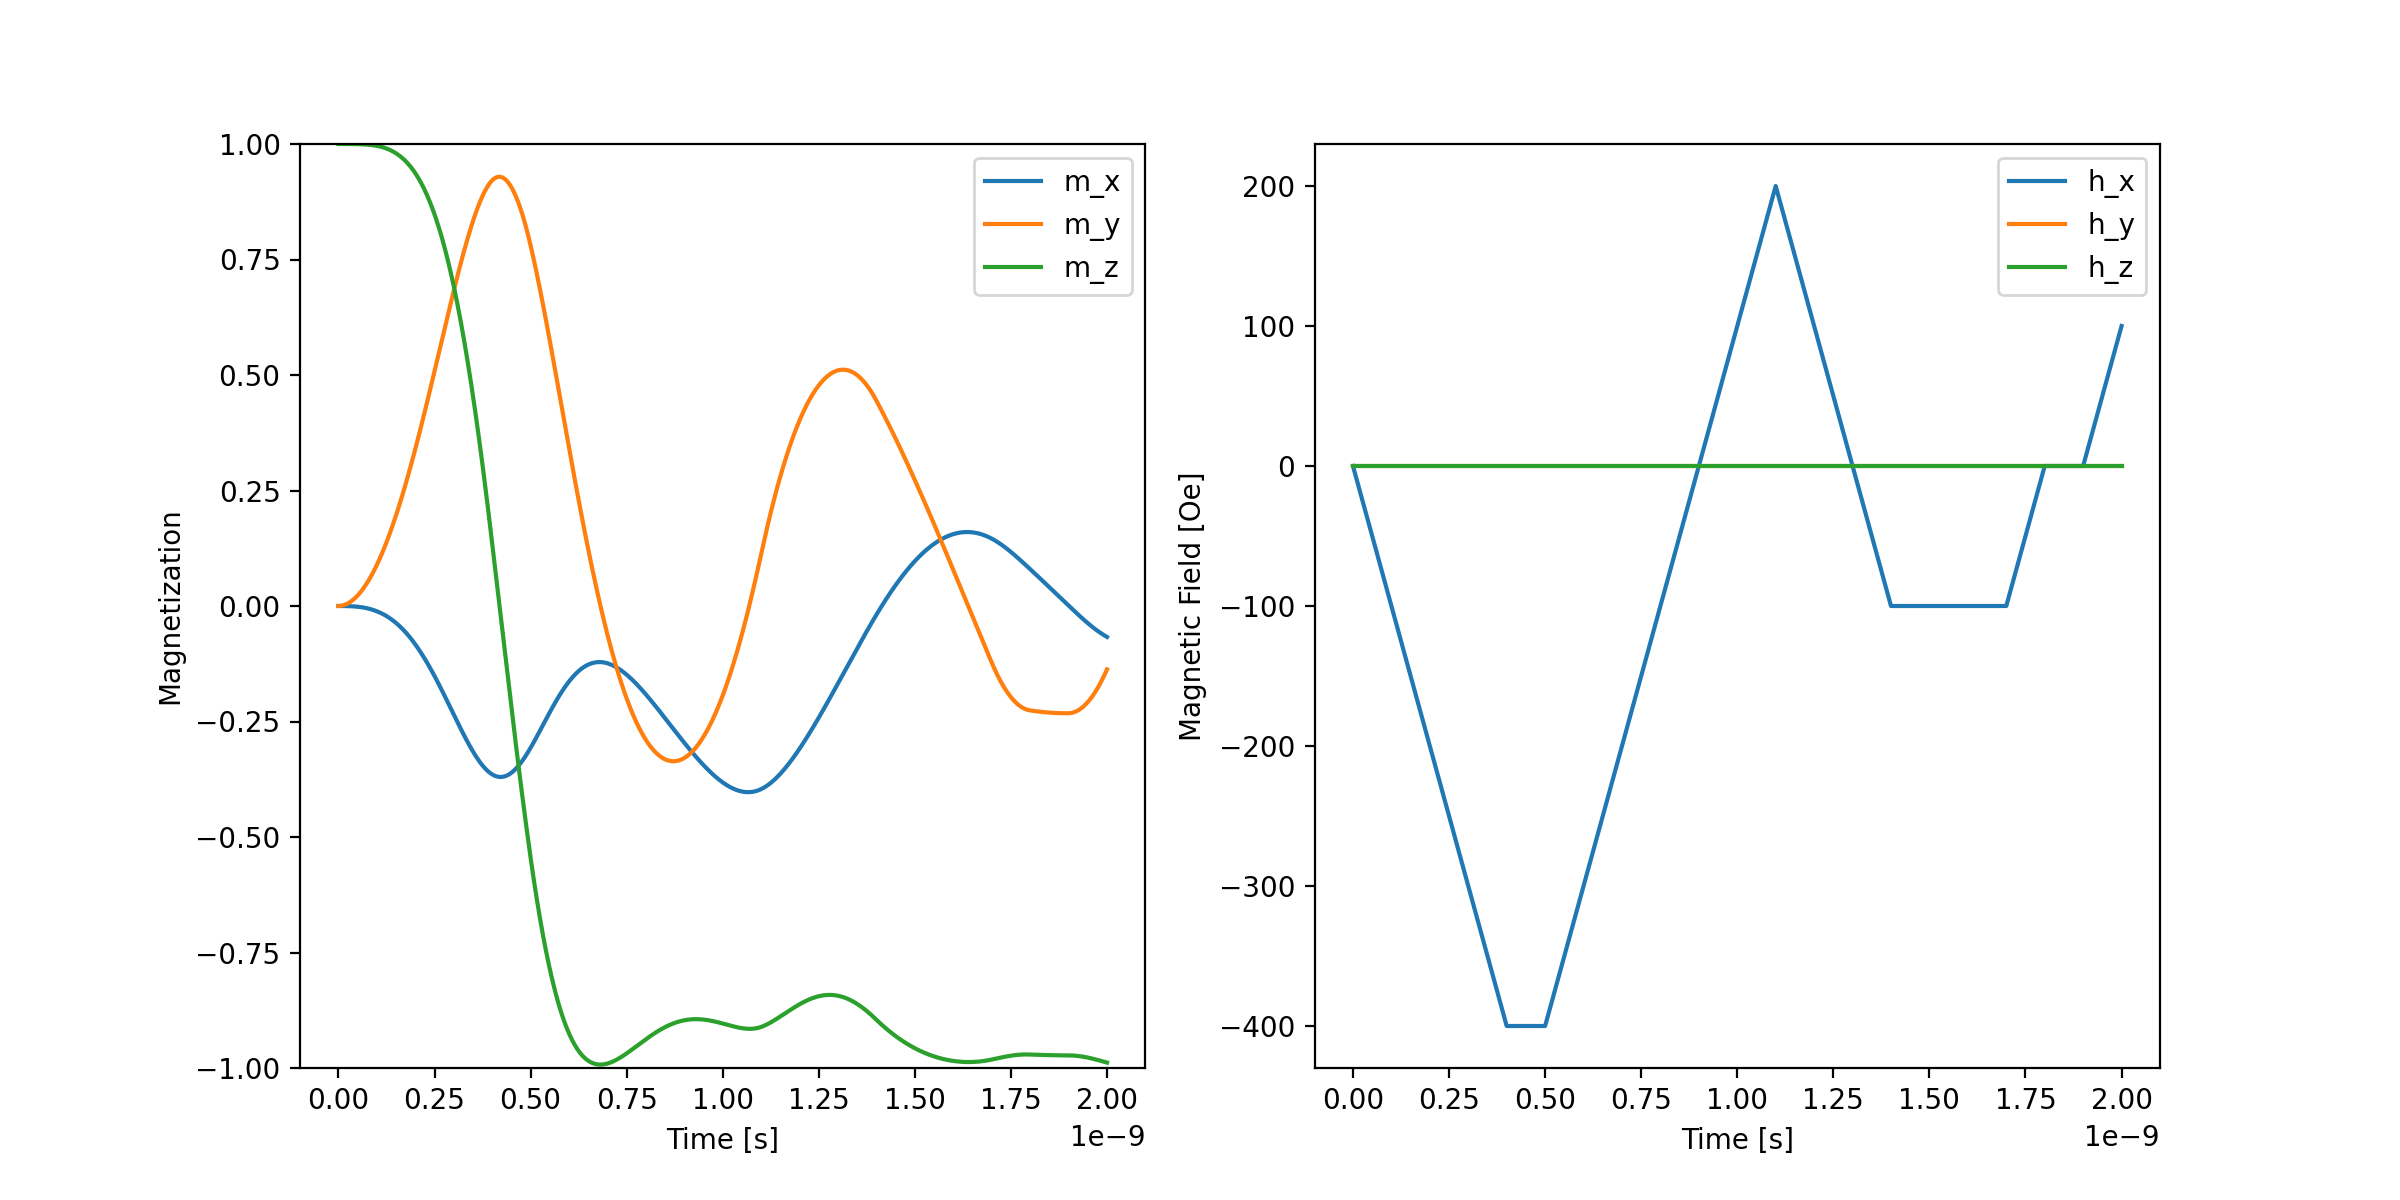 1.00
0.75
0.50
0.25
0.00
−0.25
−0.50
−0.75
−1.00
Magnetization
m_x
m_y
m_z
0.00 0.25 0.50 0.75 1.00 1.25 1.50 1.75 2.00
Time [s]
1e−9
200
100
0
−100
−200
−300
−400
Magnetic Field [Oe]
h_x
h_y
h_z
0.00 0.25 0.50 0.75 1.00 1.25 1.50 1.75 2.00
Time [s]
1e−9